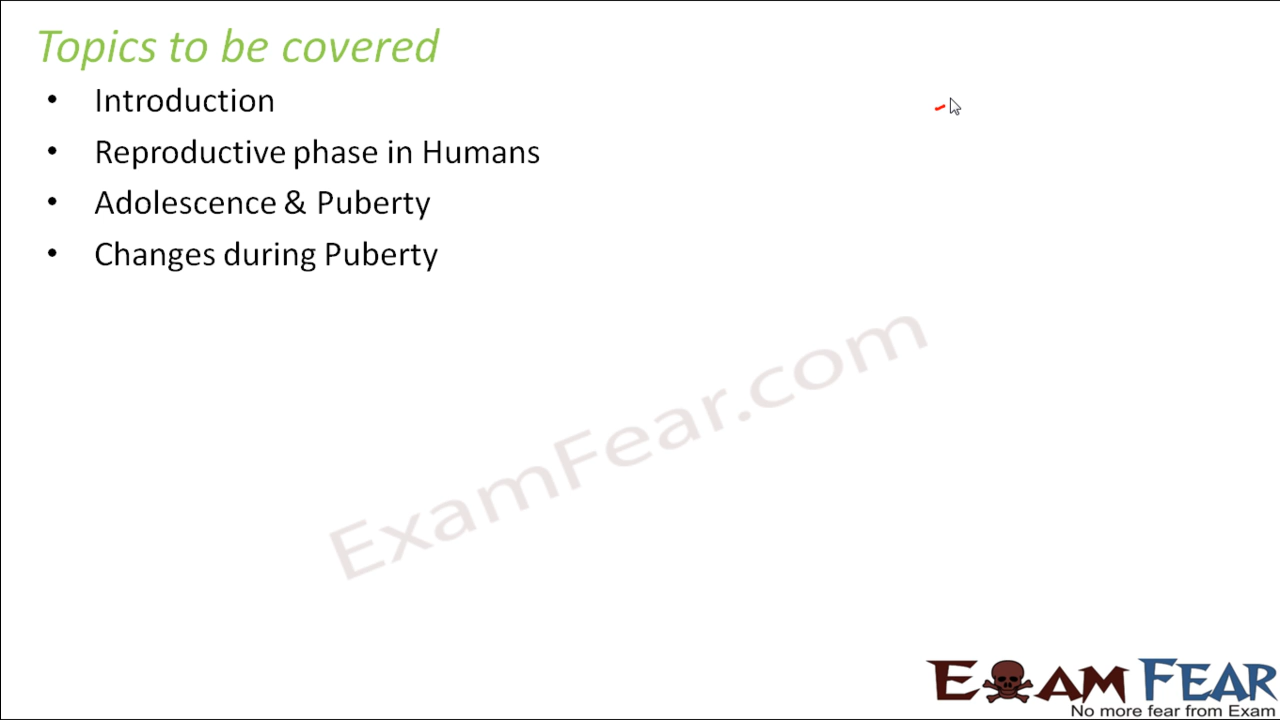 Topics to be covered
• Introduction
• Reproductive phase in Humans
• Adolescence & Puberty
• Changes during Puberty
ExamFear.com
EXAM FEAR
No more fear from Exam